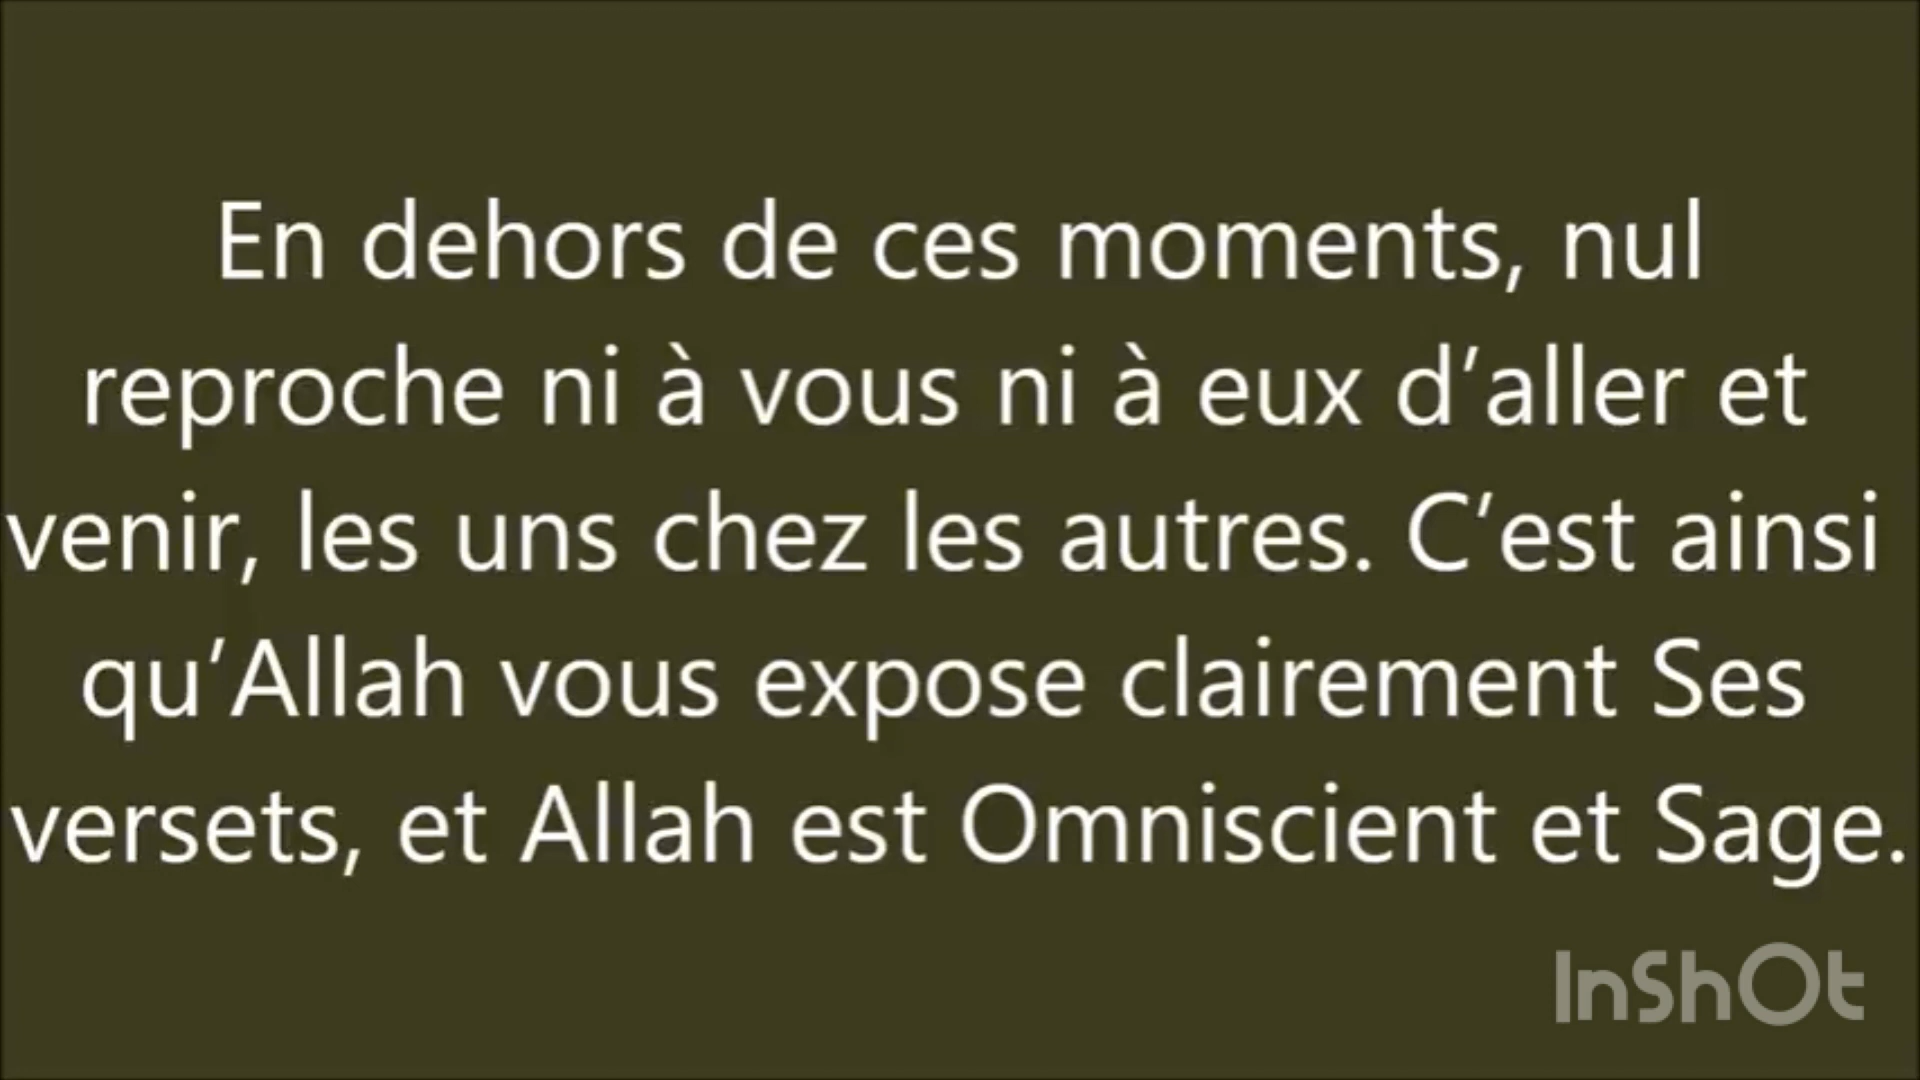 En dehors de ces moments, nul
reproche ni à vous ni à eux d’aller et
venir, les uns chez les autres. C’est ainsi
qu’Allah vous expose clairement Ses
versets, et Allah est Omniscient et Sage.
InShOt